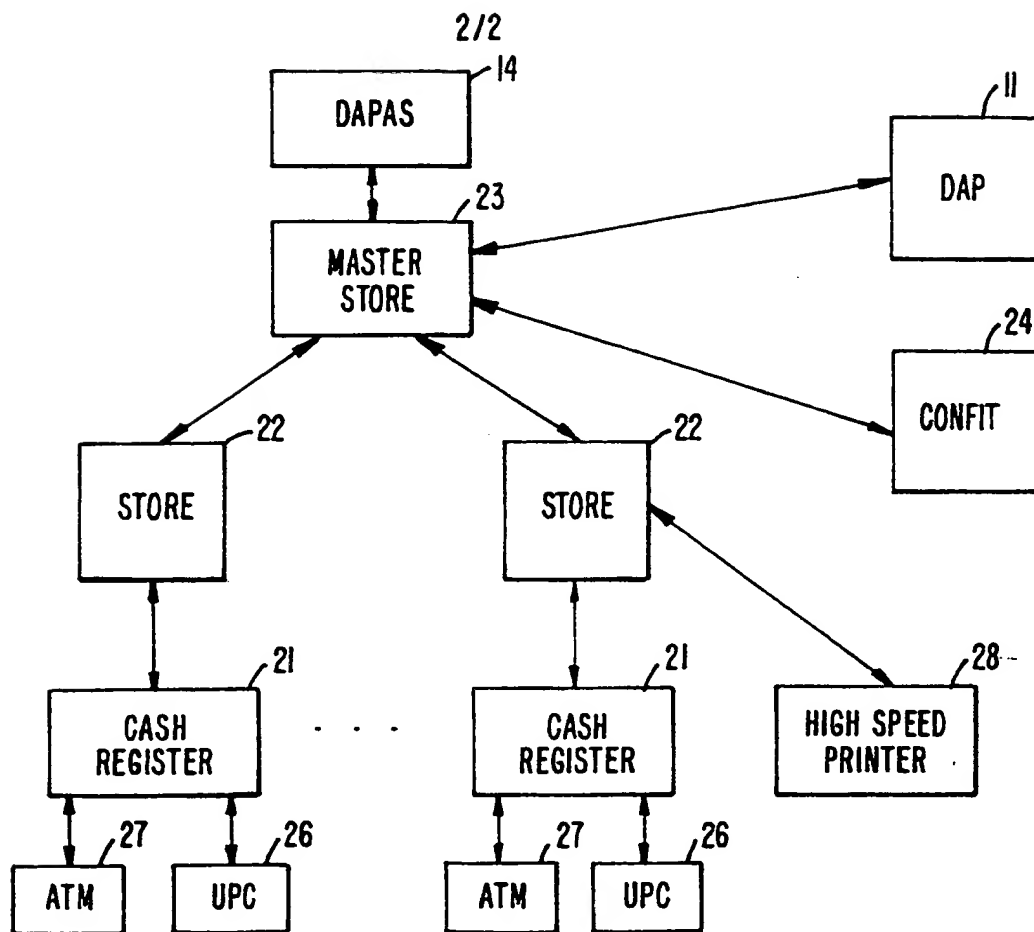 2/2
14
DAPAS
11
DAP
23
MASTER
STORE
24
CONFIT
22
STORE
22
STORE
21
CASH
REGISTER
. . .
21
CASH
REGISTER
28
HIGH SPEED
PRINTER
27
ATM
26
UPC
27
ATM
26
UPC